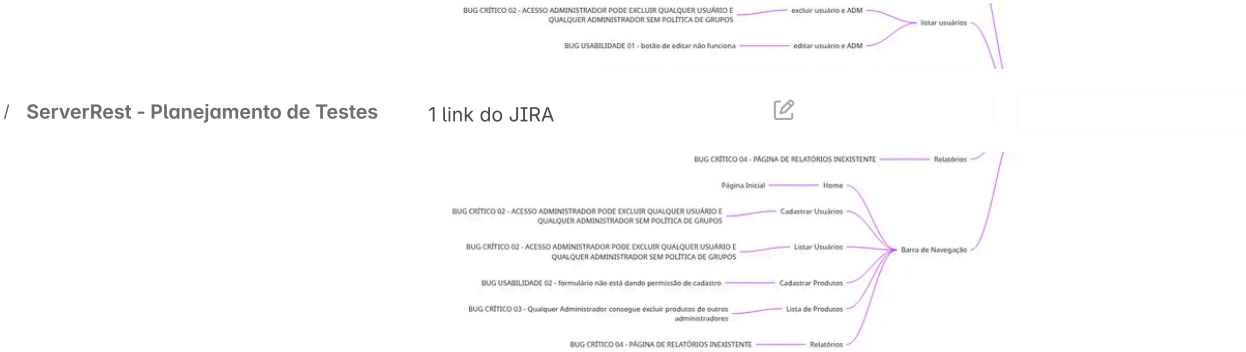 BUG CRÍTICO 02 - ACESSO ADMINISTRADOR PODE EXCLUIR QUALQUER USUÁRIO E
QUALQUER ADMINISTRADOR SEM POLÍTICA DE GRUPOS
excluir usuário e ADM
listar usuários
BUG USABILIDADE 01 - botão de editar não funciona
editar usuário e ADM
/ ServerRest - Planejamento de Testes
1 link do JIRA
BUG CRÍTICO 04 - PÁGINA DE RELATÓRIOS INEXISTENTE
Relatórios
Página Inicial
Home
BUG CRÍTICO 02 - ACESSO ADMINISTRADOR PODE EXCLUIR QUALQUER USUÁRIO E
QUALQUER ADMINISTRADOR SEM POLÍTICA DE GRUPOS
Cadastrar Usuários
BUG CRÍTICO 02 - ACESSO ADMINISTRADOR PODE EXCLUIR QUALQUER USUÁRIO E
QUALQUER ADMINISTRADOR SEM POLÍTICA DE GRUPOS
Listar Usuários
Barra de Navegação
BUG USABILIDADE 02 - formulário não está dando permissão de cadastro
Cadastrar Produtos
BUG CRÍTICO 03 - Qualquer Administrador consegue excluir produtos de outros
administradores
Lista de Produtos
BUG CRÍTICO 04 - PÁGINA DE RELATÓRIOS INEXISTENTE
Relatórios